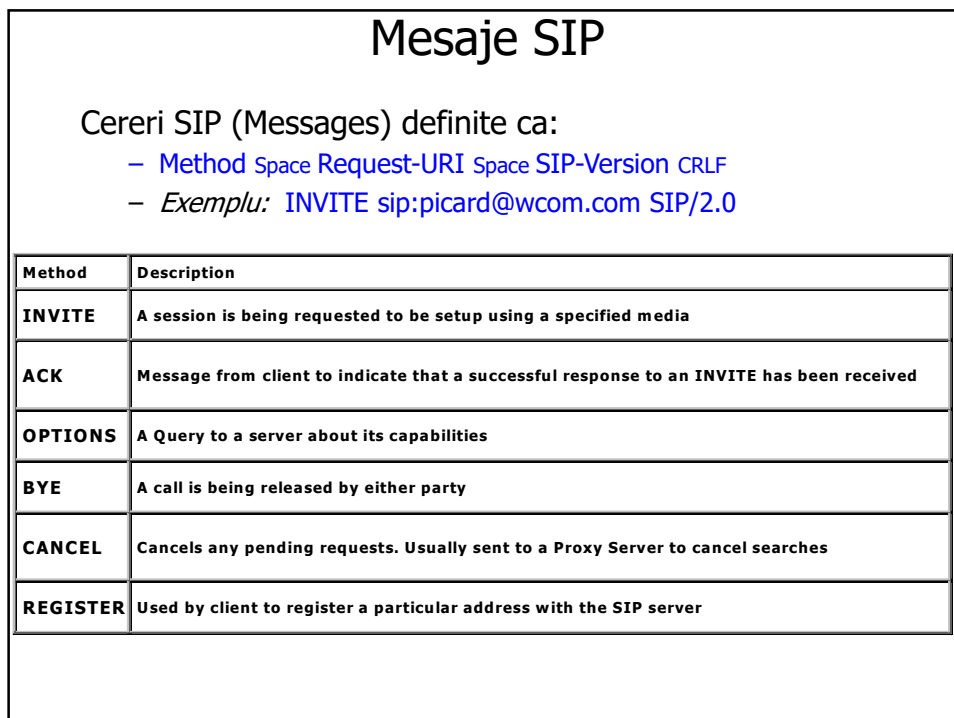 Mesaje SIP
Cereri SIP (Messages) definite ca:
– Method Space Request-URI Space SIP-Version CRLF
– Exemplu: INVITE sip:picard@wcom.com SIP/2.0
Method Description
INVITE A session is being requested to be setup using a specified media
ACK Message from client to indicate that a successful response to an INVITE has been received
OPTIONS A Query to a server about its capabilities
BYE A call is being released by either party
CANCEL Cancels any pending requests. Usually sent to a Proxy Server to cancel searches
REGISTER Used by client to register a particular address with the SIP server